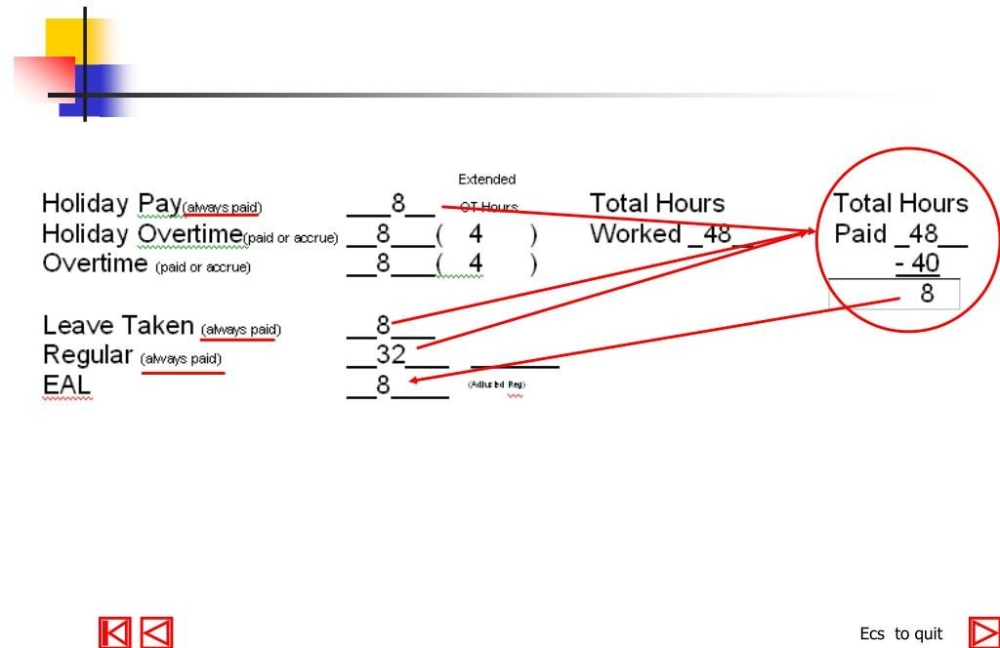 Extended
Holiday Pay(always paid) ___8__ OT Hours Total Hours Total Hours
Holiday Overtime(paid or accrue) __8___( 4 ) Worked _48__ Paid _48__
Overtime (paid or accrue) __8___( 4 ) - 40
8
Leave Taken (always paid) __8___
Regular (always paid) __32___ ______
EAL __8____ (Adjusted Reg)
Ecs to quit